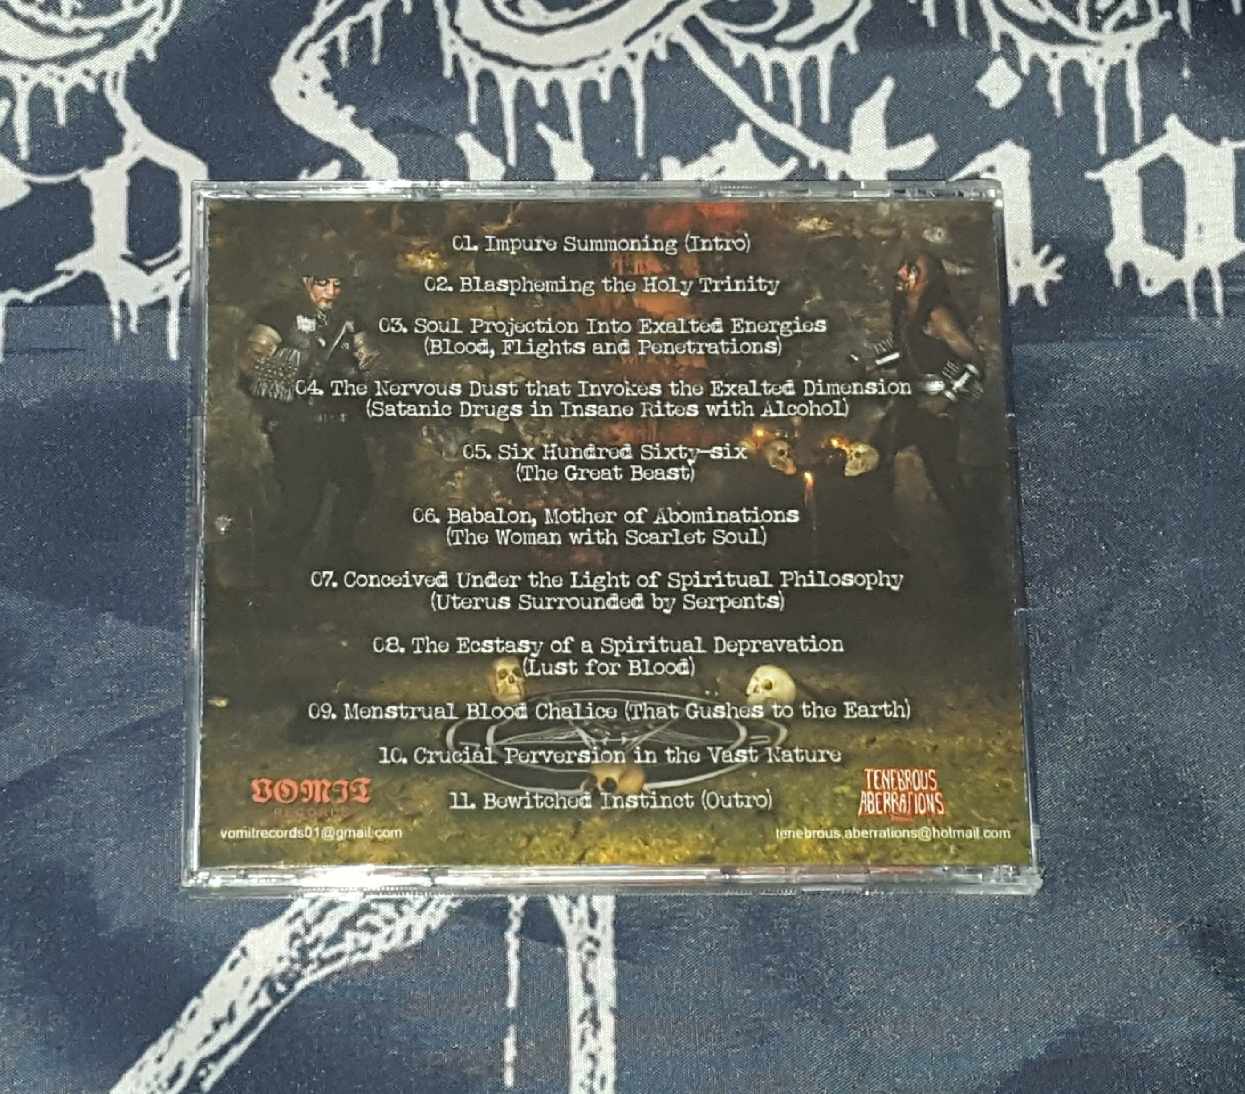 01. Impure Summoning (Intro)
02. Blaspheming the Holy Trinity
03. Soul Projection Into Exalted Energies
(Blood, Flights and Penetrations)
04. The Nervous Dust that Invokes the Exalted Dimension
(Satanic Drugs in Insane Rites with Alcohol)
05. Six Hundred Sixty-six
(The Great Beast)
06. Babalon, Mother of Abominations
(The Woman with Scarlet Soul)
07. Conceived Under the Light of Spiritual Philosophy
(Uterus Surrounded by Serpents)
08. The Ecstasy of a Spiritual Depravation
(Lust for Blood)
09. Menstrual Blood Chalice (That Gushes to the Earth)
10. Crucial Perversion in the Vast Nature
11. Bewitched Instinct (Outro)
VOMIT
vomitrecords01@gmail.com
TENEBROUS
ABERRATIONS
tenebrous.aberrations@hotmail.com